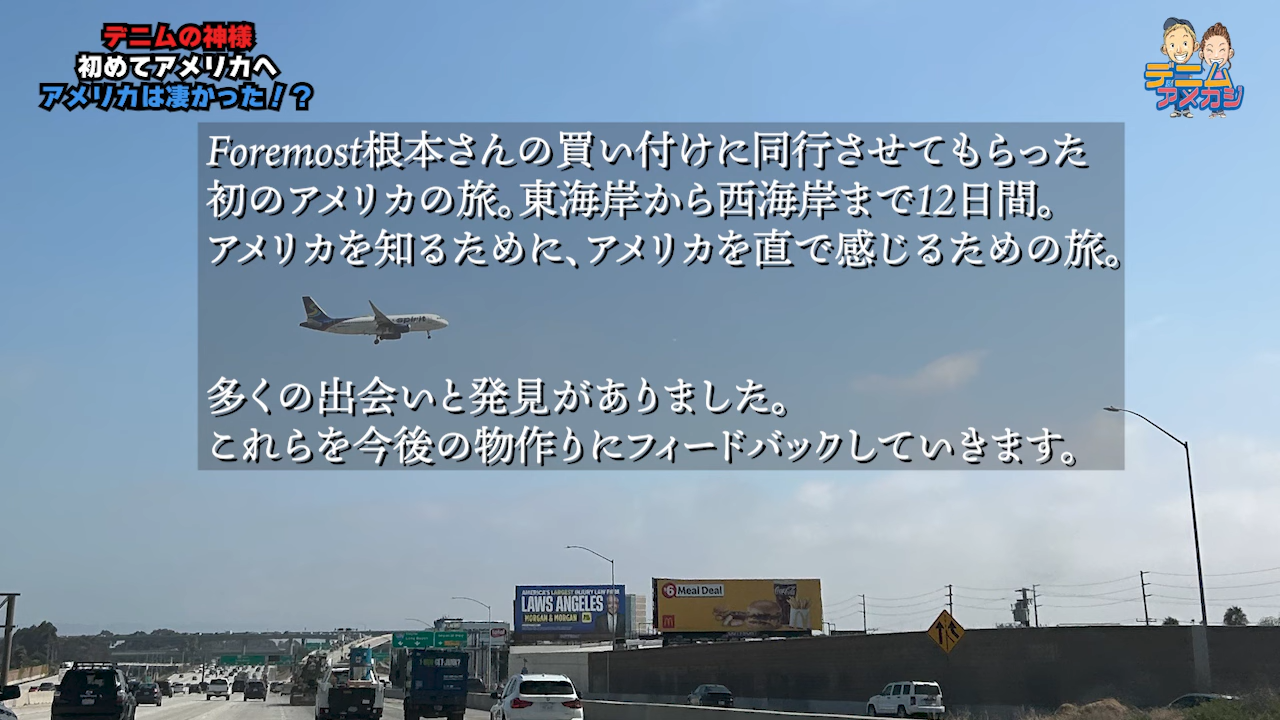 デニムの神様
初めてアメリカへ
アメリカは凄かった!?
デニム
アメカジ
Foremost根本さんの買い付けに同行させてもらった
初のアメリカの旅。東海岸から西海岸まで12日間。
アメリカを知るために、アメリカを直で感じるための旅。
spirit
多くの出会いと発見がありました。
これらを今後の物作りにフィードバックしていきます。
AMERICA'S LARGEST INJURY LAW FIRM
LAWS ANGELES
MORGAN & MORGAN
$6 Meal Deal
Long Beach